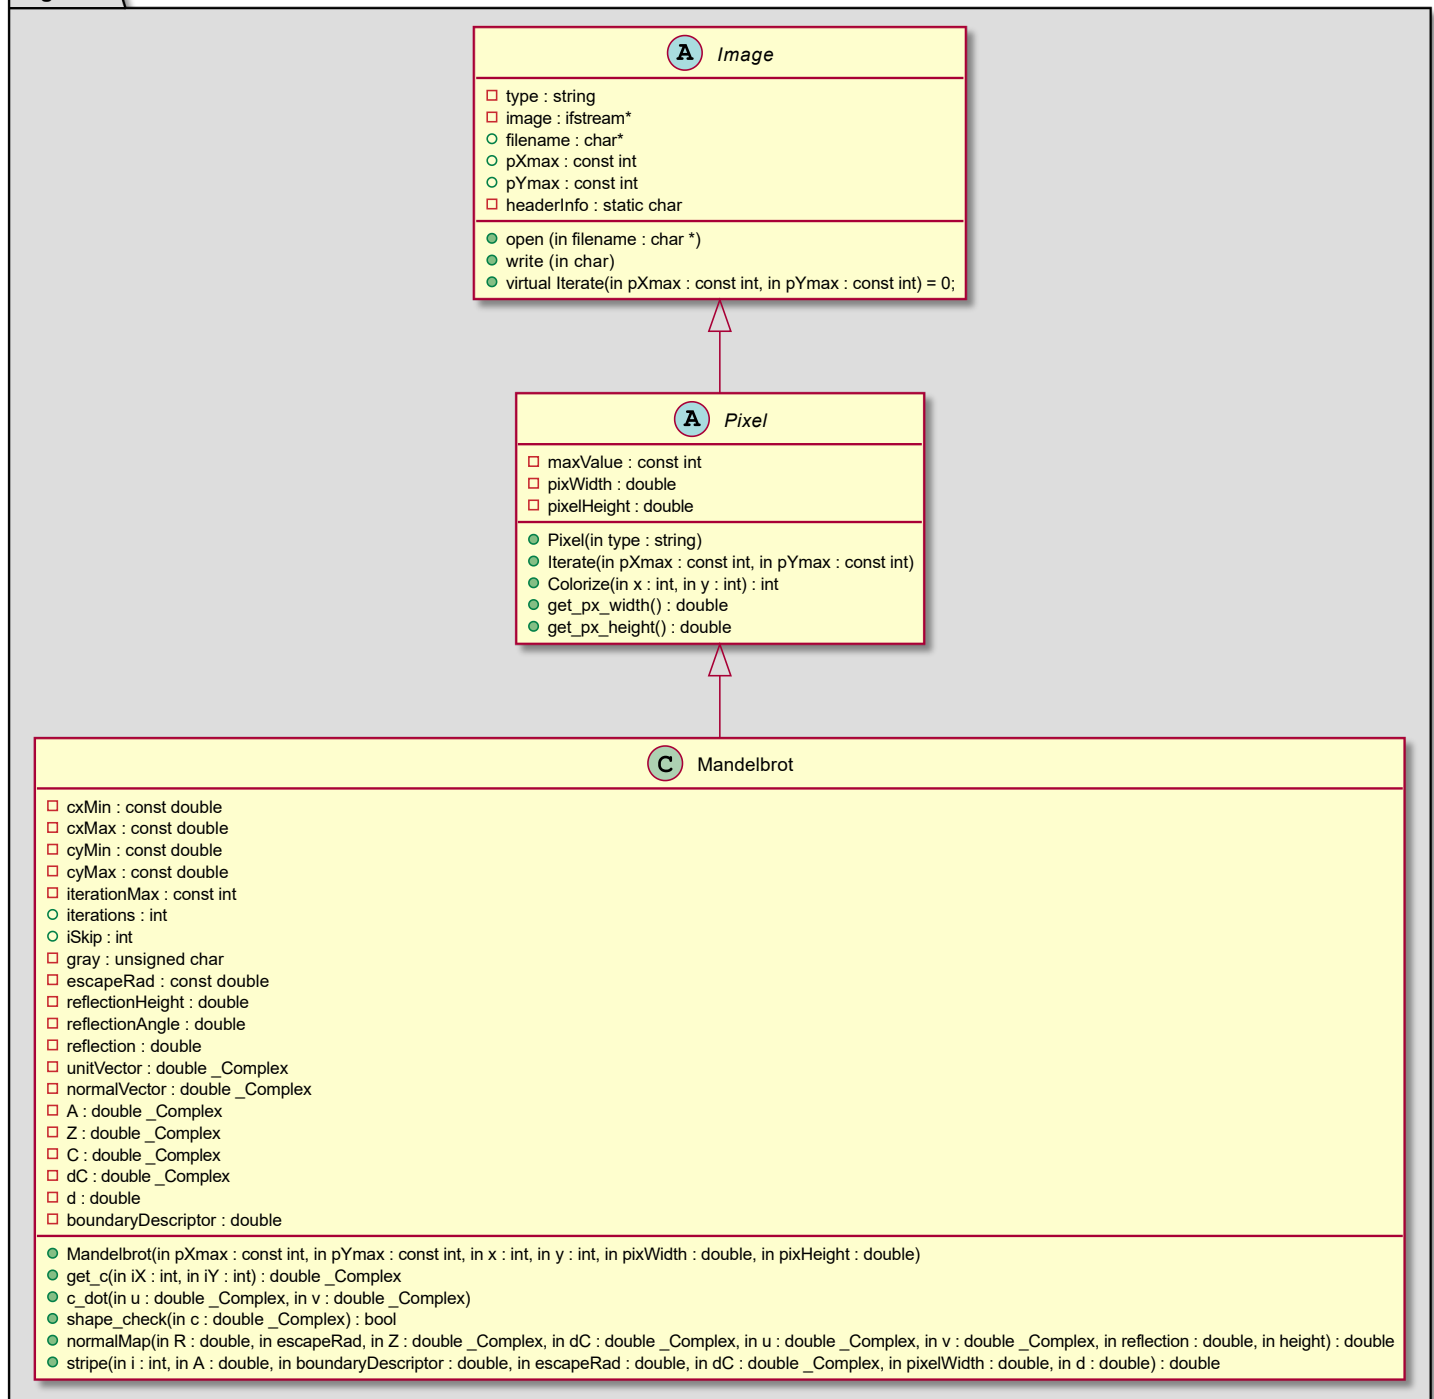 A Image
type : string
image : ifstream*
filename : char*
pXmax : const int
pYmax : const int
headerInfo : static char
open (in filename : char *)
write (in char)
virtual Iterate(in pXmax : const int, in pYmax : const int) = 0;
A Pixel
maxValue : const int
pixWidth : double
pixelHeight : double
Pixel(in type : string)
Iterate(in pXmax : const int, in pYmax : const int)
Colorize(in x : int, in y : int) : int
get_px_width() : double
get_px_height() : double
C Mandelbrot
cxMin : const double
cxMax : const double
cyMin : const double
cyMax : const double
iterationMax : const int
iterations : int
iSkip : int
gray : unsigned char
escapeRad : const double
reflectionHeight : double
reflectionAngle : double
reflection : double
unitVector : double _Complex
normalVector : double _Complex
A : double _Complex
Z : double _Complex
C : double _Complex
dC : double _Complex
d : double
boundaryDescriptor : double
Mandelbrot(in pXmax : const int, in pYmax : const int, in x : int, in y : int, in pixWidth : double, in pixHeight : double)
get_c(in iX : int, in iY : int) : double _Complex
c_dot(in u : double _Complex, in v : double _Complex)
shape_check(in c : double _Complex) : bool
normalMap(in R : double, in escapeRad, in Z : double _Complex, in dC : double _Complex, in u : double _Complex, in v : double _Complex, in reflection : double, in height) : double
stripe(in i : int, in A : double, in boundaryDescriptor : double, in escapeRad : double, in dC : double _Complex, in pixelWidth : double, in d : double) : double